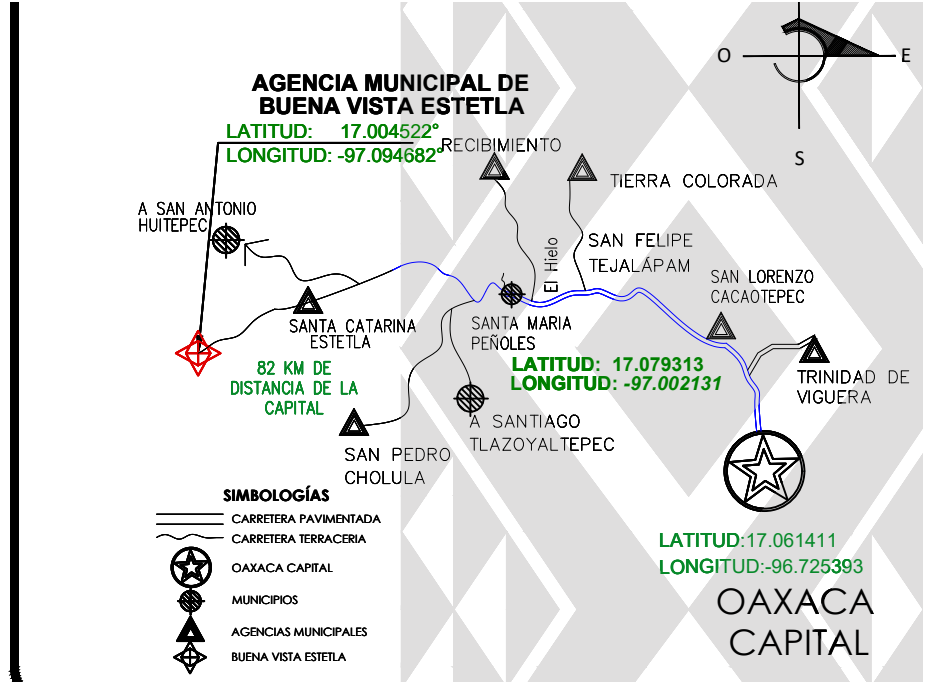 O
E
S
AGENCIA MUNICIPAL DE
BUENA VISTA ESTETLA
LATITUD: 17.004522°
LONGITUD: -97.094682°
RECIBIMIENTO
TIERRA COLORADA
A SAN ANTONIO
HUITEPEC
El Hielo
SAN FELIPE
TEJALÁPAM
SAN LORENZO
CACAOTEPEC
SANTA CATARINA
ESTETLA
SANTA MARIA
PEÑOLES
LATITUD: 17.079313
LONGITUD: -97.002131
82 KM DE
DISTANCIA DE LA
CAPITAL
TRINIDAD DE
VIGUERA
A SANTIAGO
TLAZOYALTEPEC
SAN PEDRO
CHOLULA
SIMBOLOGÍAS
CARRETERA PAVIMENTADA
CARRETERA TERRACERIA
OAXACA CAPITAL
MUNICIPIOS
AGENCIAS MUNICIPALES
BUENA VISTA ESTELLA
LATITUD:17.061411
LONGITUD:-96.725393
OAXACA
CAPITAL